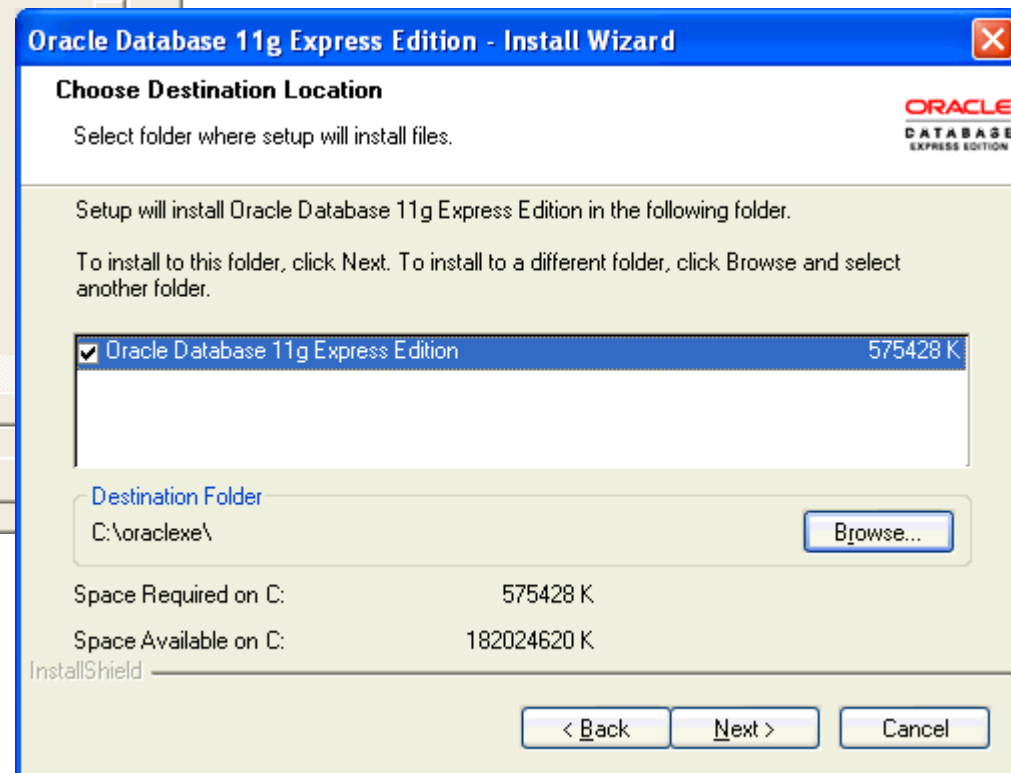 Oracle Database 11g Express Edition - Install Wizard
Choose Destination Location
Select folder where setup will install files.
ORACLE
DATABASE
EXPRESS EDITION
Setup will install Oracle Database 11g Express Edition in the following folder.
To install to this folder, click Next. To install to a different folder, click Browse and select
another folder.
Oracle Database 11g Express Edition 575428 K
Destination Folder
C:\oraclexe\
Browse...
Space Required on C: 575428 K
Space Available on C: 182024620 K
InstallShield
< Back Next > Cancel